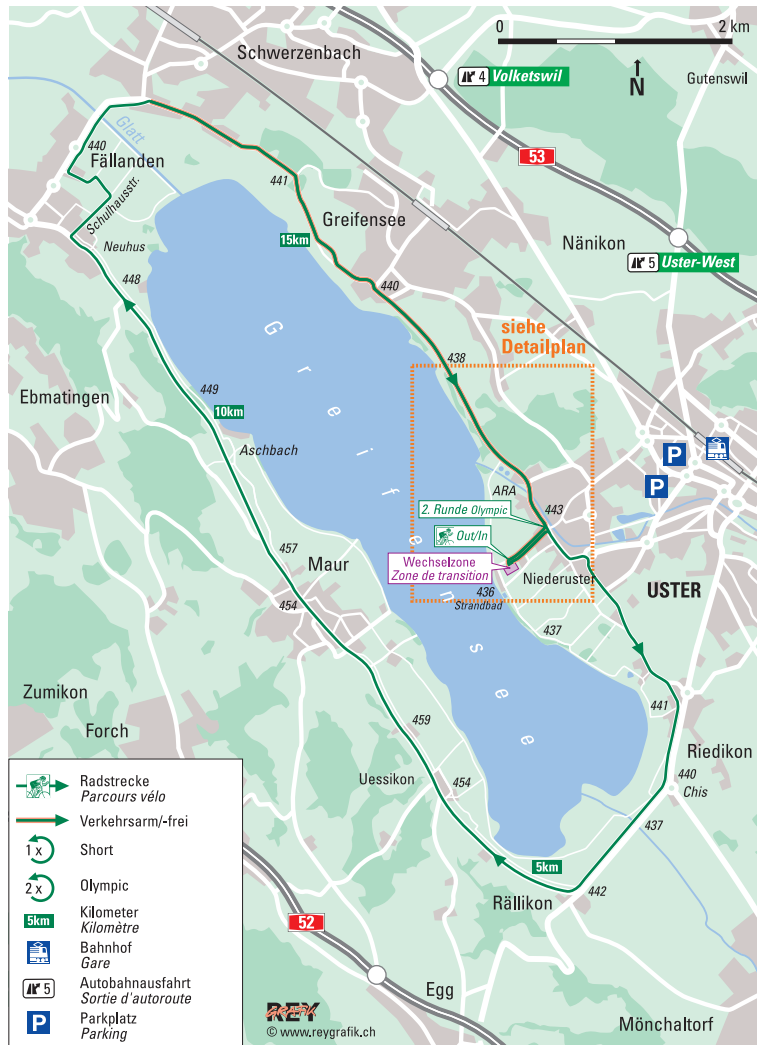 0 2 km
Schwerzenbach
4 Volketswil
N
Gutenswil
Glatt
53
440
Fällanden
441
Schulhausstr.
Greifensee
Neuhus
15km
Nänikon
5 Uster-West
448
440
siehe
Detailplan
438
Greifensee
Ebmatingen
449
10km
Aschbach
P
P
ARA
443
2. Runde Olympic
Out/In
457
Maur
Wechselzone
Zone de transition
Niederuster
USTER
454
436
Strandbad
437
Zumikon
441
Forch
459
Riedikon
Uessikon
454
440
Chis
437
5km
442
Rällikon
52
Egg
Mönchaltorf
Radstrecke
Parcours vélo
Verkehrsarm/-frei
1 x Short
2 x Olympic
5km Kilometer
Kilomètre
Bahnhof
Gare
5 Autobahnausfahrt
Sortie d'autoroute
P Parkplatz
Parking
REY
GRAFIK
© www.reygrafik.ch